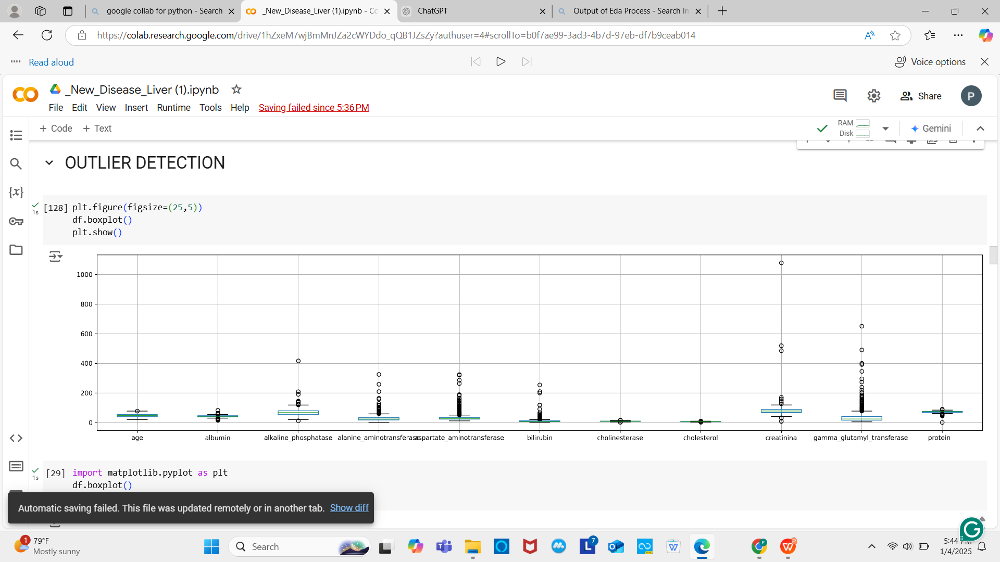 google collab for python - Search
_New_Disease_Liver (1).ipynb - Co
ChatGPT
Output of Eda Process - Search Im
https://colab.research.google.com/drive/1hZxeM7wjBmMnJZa2cWYDdo_qQB1JZsZy?authuser=4#scrollTo=b0f7ae99-3ad3-4b7d-97eb-df7b9ceab014
Read aloud
Voice options
_New_Disease_Liver (1).ipynb
Share
P
File Edit View Insert Runtime Tools Help Saving failed since 5:36 PM
+ Code + Text
RAM
Disk
Gemini
OUTLIER DETECTION
{x}
[128] plt.figure(figsize=(25,5))
1s
df.boxplot()
plt.show()
1000
800
600
400
200
0
age albumin alkaline_phosphatase alanine_aminotransferase aspartate_aminotransferase bilirubin cholinesterase cholesterol creatinina gamma_glutamyl_transferase protein
[29] import matplotlib.pyplot as plt
1s
df.boxplot()
Automatic saving failed. This file was updated remotely or in another tab. Show diff
1
79°F
Mostly sunny
Search
L
7
5:44
1/4/2025